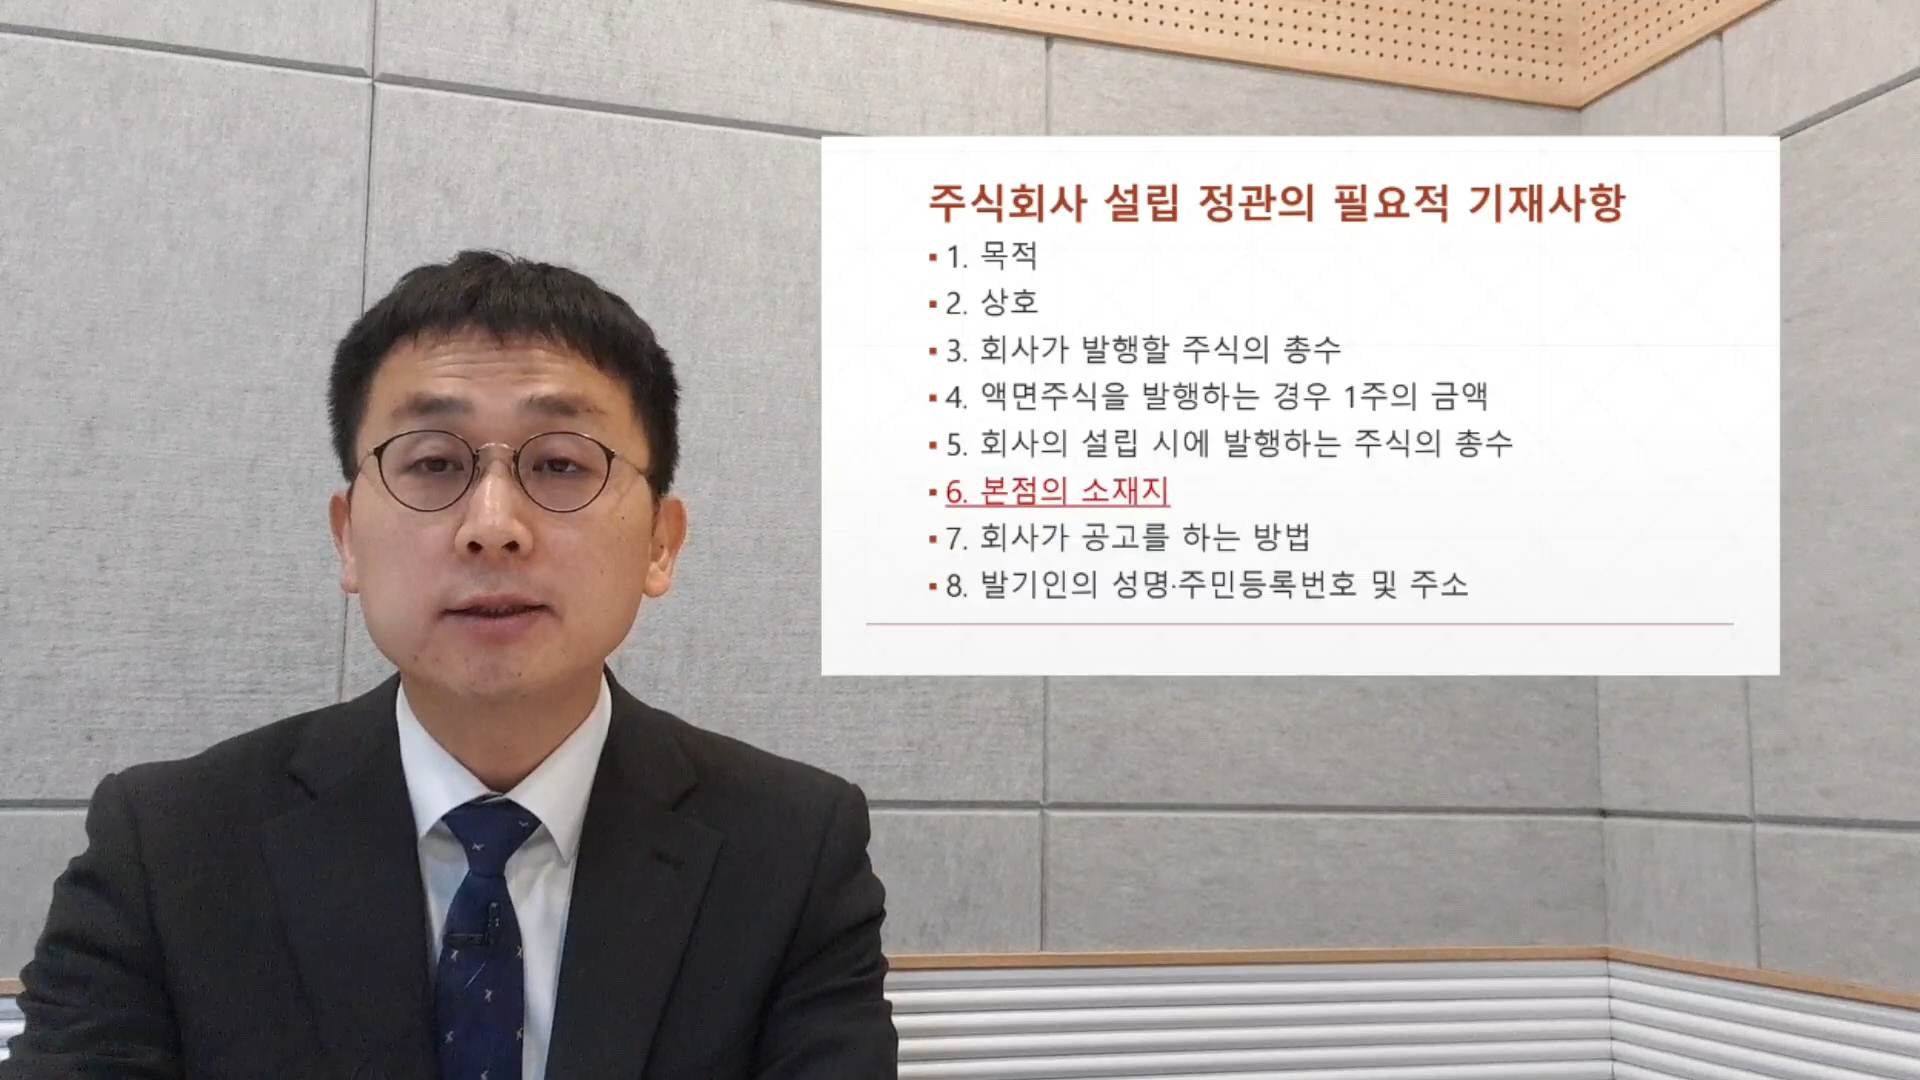 주식회사 설립 정관의 필요적 기재사항
▪ 1. 목적
▪ 2. 상호
▪ 3. 회사가 발행할 주식의 총수
▪ 4. 액면주식을 발행하는 경우 1주의 금액
▪ 5. 회사의 설립 시에 발행하는 주식의 총수
▪ 6. 본점의 소재지
▪ 7. 회사가 공고를 하는 방법
▪ 8. 발기인의 성명·주민등록번호 및 주소